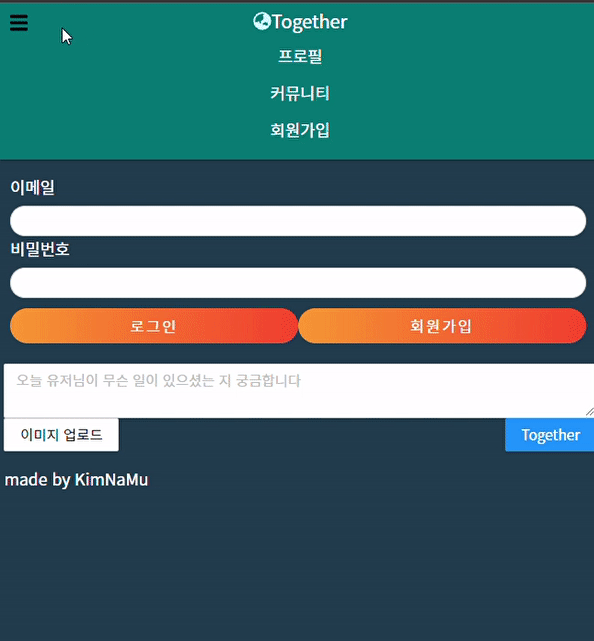 Together
프로필
커뮤니티
회원가입
이메일
비밀번호
로그인 회원가입
오늘 유저님이 무슨 일이 있으셨는 지 궁금합니다
이미지 업로드 Together
made by KimNaMu